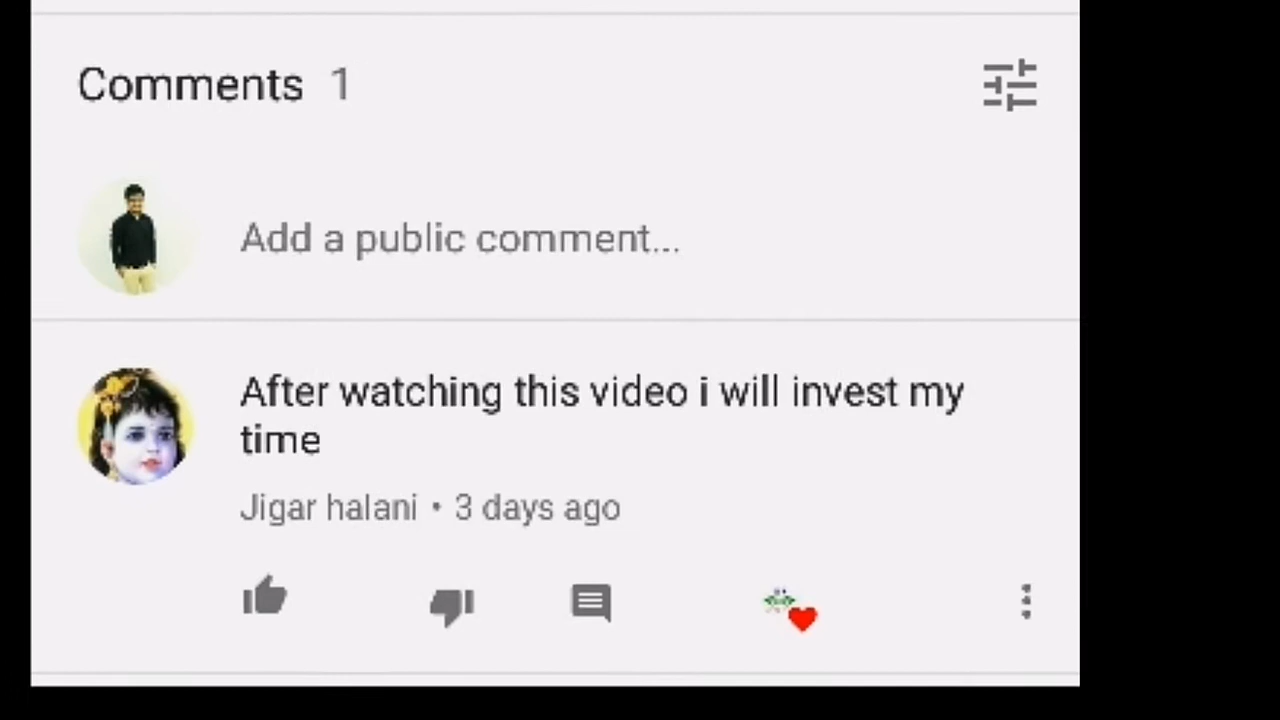 Comments 1
Add a public comment...
After watching this video i will invest my
time
Jigar halani • 3 days ago